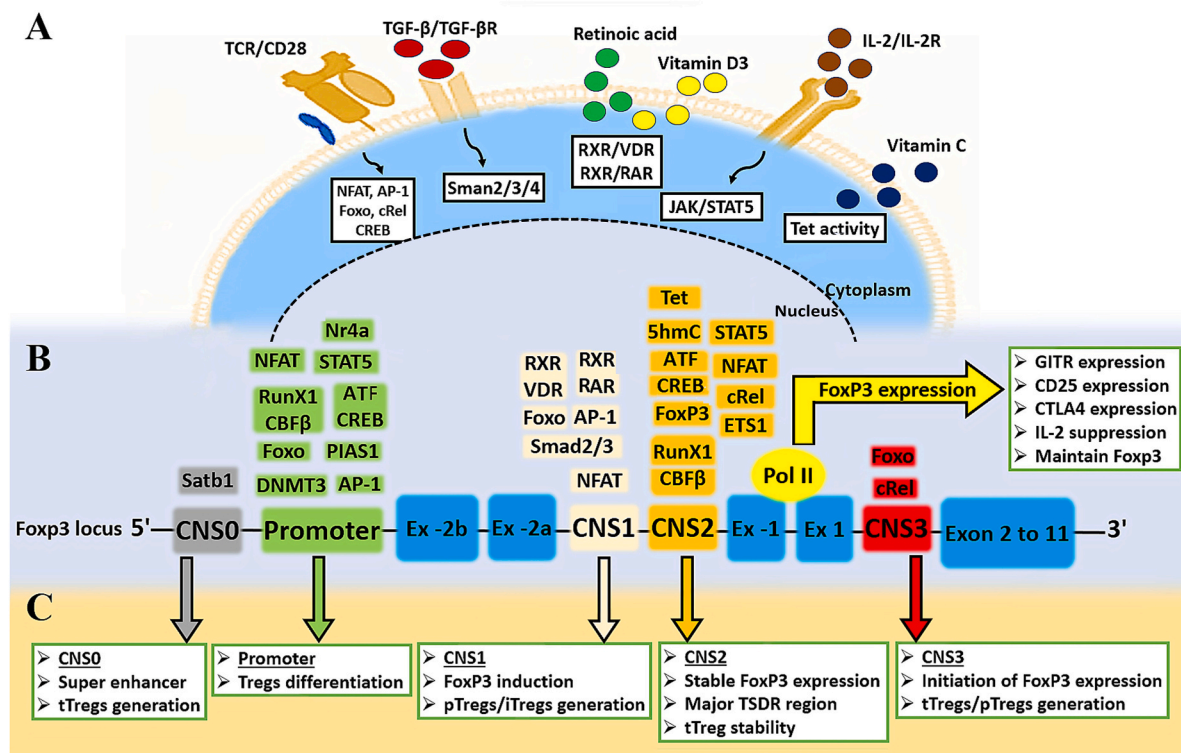 A
TCR/CD28
TGF-β/TGF-βR
Retinoic acid
Vitamin D3
IL-2/IL-2R
Vitamin C
NFAT, AP-1
Foxo, cRel
CREB
Sman2/3/4
RXR/VDR
RXR/RAR
JAK/STAT5
Tet activity
Cytoplasm
Nucleus
B
Nr4a
NFAT STAT5
RunX1
CBFβ
ATF
CREB
Foxo PIAS1
DNMT3 AP-1
Satb1
RXR
VDR
RXR
RAR
Foxo AP-1
Smad2/3
NFAT
Tet
5hmC
ATF
CREB
FoxP3
RunX1
CBFβ
STAT5
NFAT
cRel
ETS1
Pol II
FoxP3 expression
Foxo
cRel
➢ GITR expression
➢ CD25 expression
➢ CTLA4 expression
➢ IL-2 suppression
➢ Maintain Foxp3
Foxp3 locus 5' CNS0 Promoter Ex -2b Ex -2a CNS1 CNS2 Ex -1 Ex 1 CNS3 Exon 2 to 11 3'
C
➢ CNS0
➢ Super enhancer
➢ tTregs generation
➢ Promoter
➢ Tregs differentiation
➢ CNS1
➢ FoxP3 induction
➢ pTregs/iTregs generation
➢ CNS2
➢ Stable FoxP3 expression
➢ Major TSDR region
➢ tTreg stability
➢ CNS3
➢ Initiation of FoxP3 expression
➢ tTregs/pTregs generation